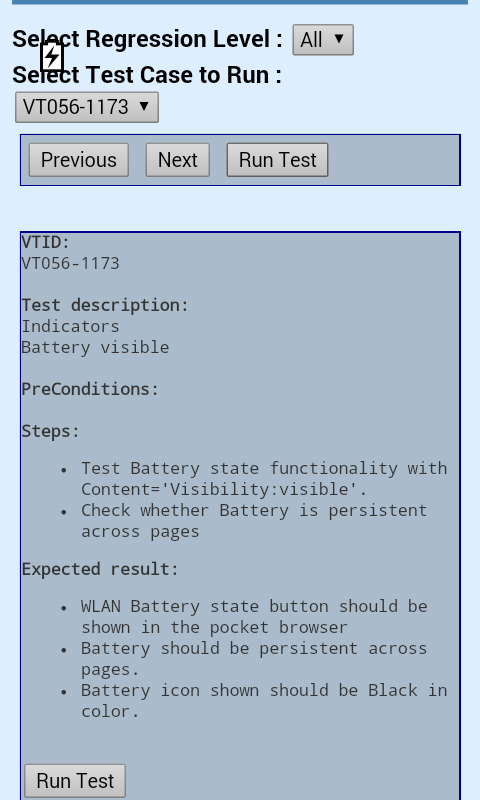 Select Regression Level : All
Select Test Case to Run :
VT056-1173
Previous Next Run Test
VTID:
VT056-1173
Test description:
Indicators
Battery visible
PreConditions:
Steps:
• Test Battery state functionality with
Content='Visibility:visible'.
• Check whether Battery is persistent
across pages
Expected result:
• WLAN Battery state button should be
shown in the pocket browser
• Battery should be persistent across
pages.
• Battery icon shown should be Black in
color.
Run Test